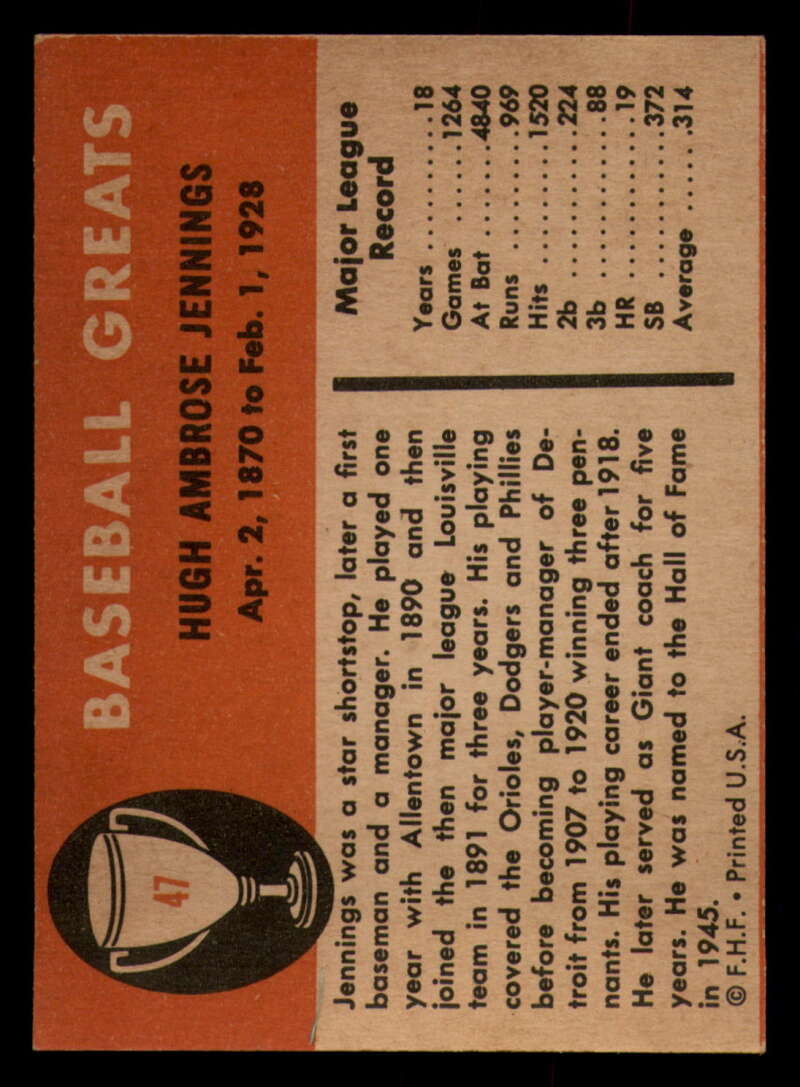 47
BASEBALL GREATS
HUGH AMBROSE JENNINGS
Apr. 2, 1870 to Feb. 1, 1928
Jennings was a star shortstop, later a first
baseman and a manager. He played one
year with Allentown in 1890 and then
joined the then major league Louisville
team in 1891 for three years. His playing
covered the Orioles, Dodgers and Phillies
before becoming player-manager of De-
troit from 1907 to 1920 winning three pen-
nants. His playing career ended after 1918.
He later served as Giant coach for five
years. He was named to the Hall of Fame
in 1945.
© F.H.F. • Printed U.S.A.
Major League
Record
Years ..........18
Games ......1264
At Bat .......4840
Runs .........969
Hits ..........1520
2b ............224
3b .............88
HR .............19
SB ............372
Average ......314